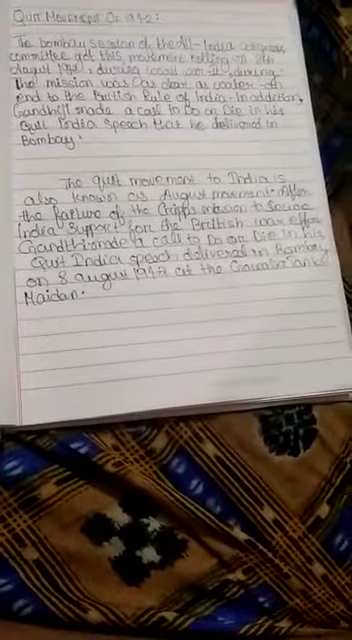 Quit Movement Of 1942:
The bombay session of the All-India congress
committee got this movement rolling on 8th
August 1942, during world war-II, during
the mission was Clas clear as water-an
end to the British Rule of India. In addition,
Gandhiji made a call to Do or Die in his
Quit India speech that he delivered in
Bombay.
The quit movement to India is
also known as August movement. After
the failure of the Cripps mission to secure
India Support for the British war effort
Gandhi made a call to Do or Die in his
Quit India speech delivered in Bombay
on 8 august 1942 at the Gowalia Tank
Maidan.